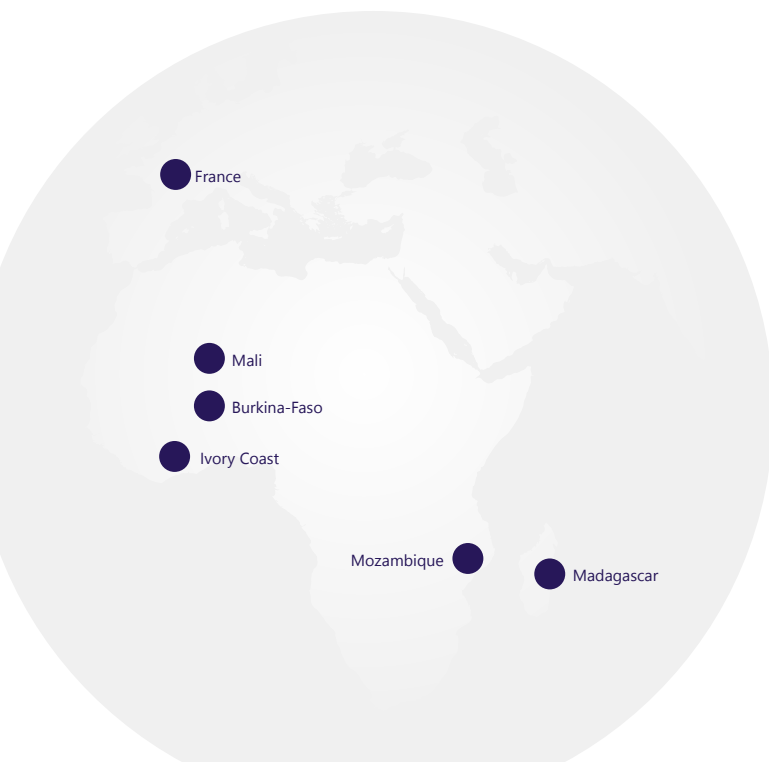 France
Mali
Burkina-Faso
Ivory Coast
Mozambique
Madagascar